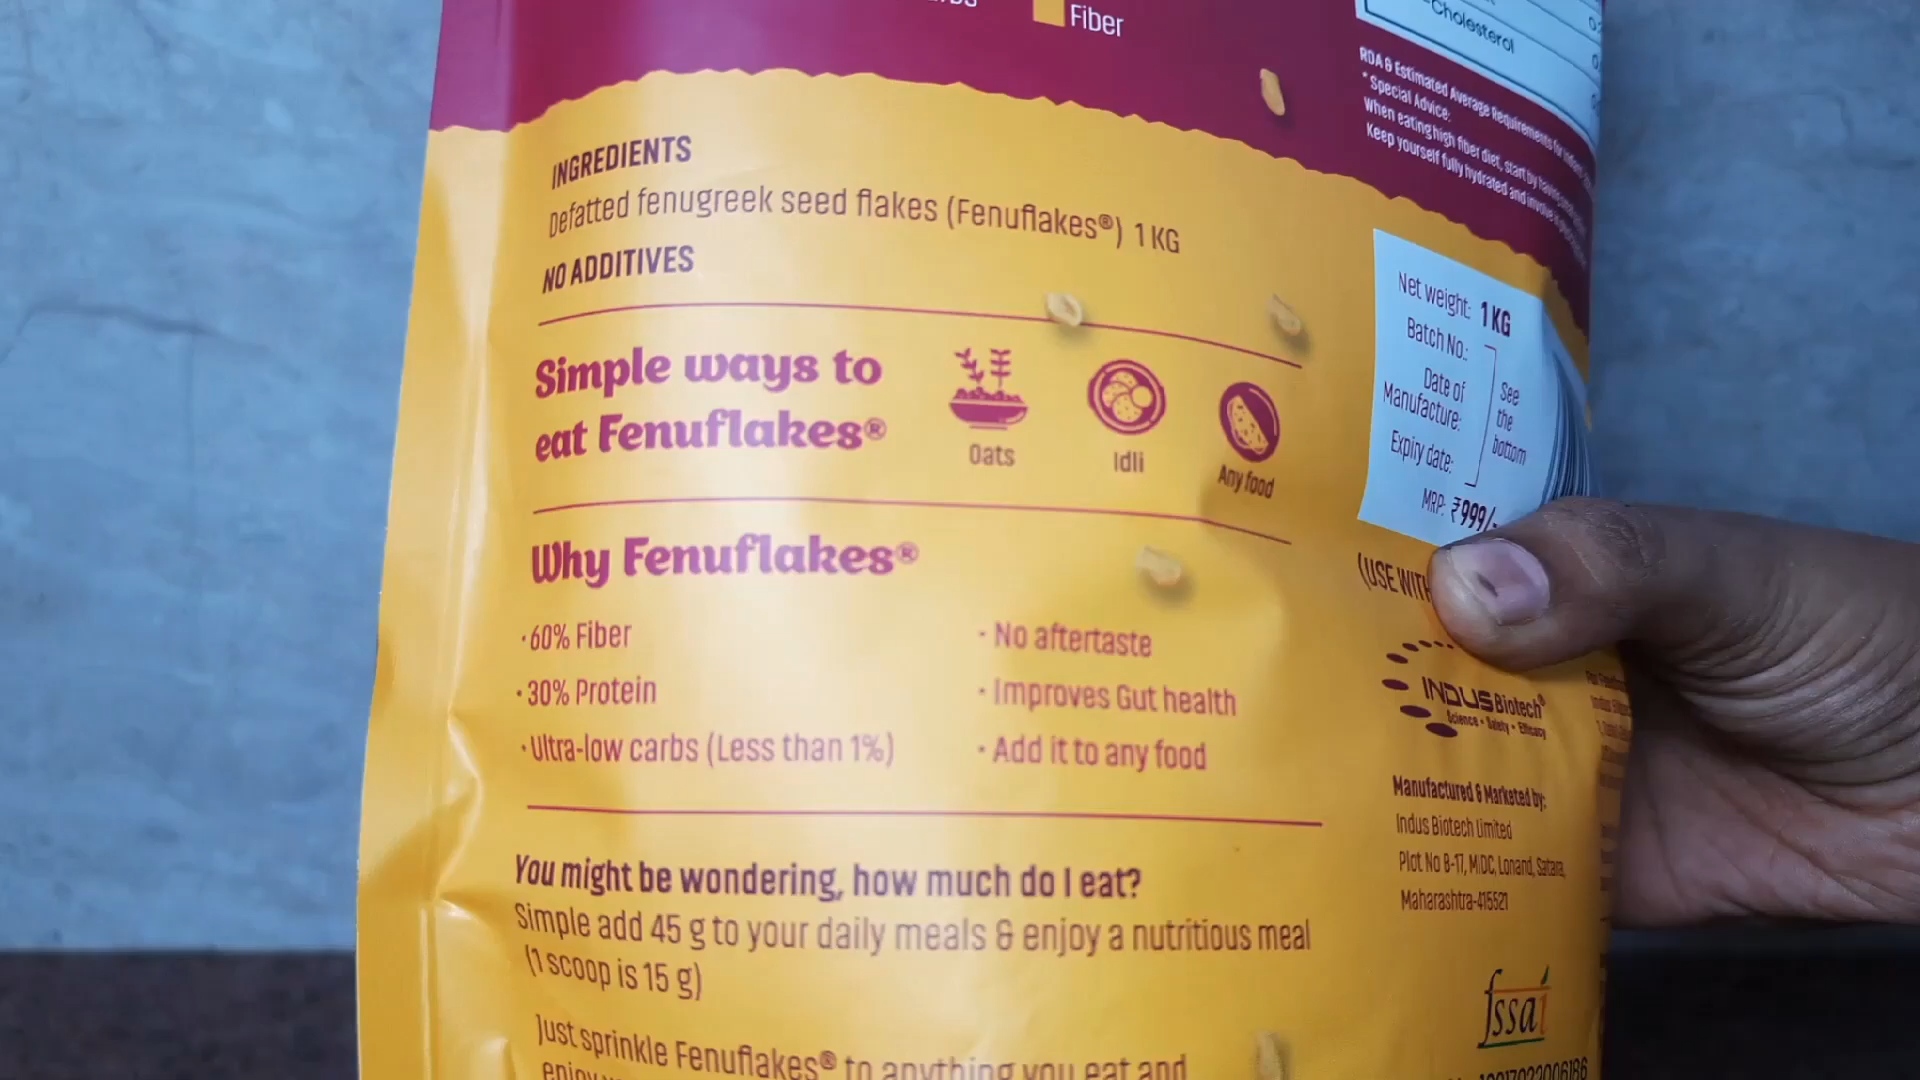 Fiber
Cholesterol
RDA & Estimated Average Requirements for
* Special Advice:
When eating high fiber diet, start by
Keep yourself fully hydrated and
INGREDIENTS
Defatted fenugreek seed flakes (Fenuflakes®) 1 KG
NO ADDITIVES
Simple ways to
eat Fenuflakes®
Oats
Idli
Any food
Net weight: 1 KG
Batch No.:
Date of
Manufacture:
Expiry date:
See
the
bottom
MRP: ₹999/-
(USE WITH
Why Fenuflakes®
· 60% Fiber
· 30% Protein
· Ultra-low carbs (Less than 1%)
· No aftertaste
· Improves Gut health
· Add it to any food
INDUS Biotech®
Science • Safety • Efficacy
Manufactured & Marketed by:
Indus Biotech Limited
Plot No B-17, MIDC, Lonand, Satara,
Maharashtra-415521
You might be wondering, how much do I eat?
Simple add 45 g to your daily meals & enjoy a nutritious meal
(1 scoop is 15 g)
Just sprinkle Fenuflakes® to anything you eat and
enjoy
fssai